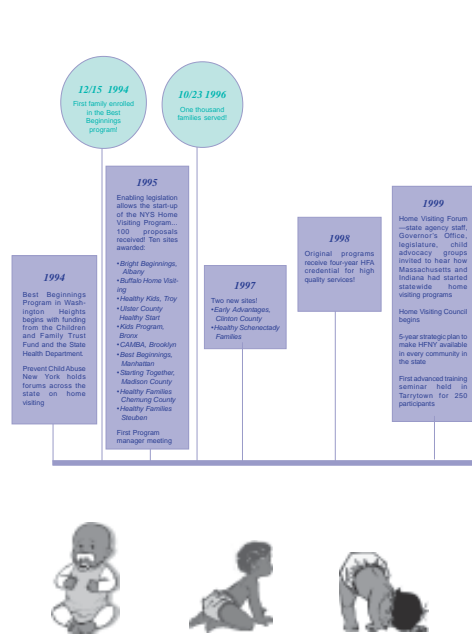 12/15 1994
First family enrolled
in the Best
Beginnings
program!
10/23 1996
One thousand
families served!
1994
Best Beginnings
Program in Wash-
ington Heights
begins with funding
from the Children
and Family Trust
Fund and the State
Health Department.
Prevent Child Abuse
New York holds
forums across the
state on home
visiting
1995
Enabling legislation
allows the start-up
of the NYS Home
Visiting Program...
100 proposals
received! Ten sites
awarded:
•Bright Beginnings,
Albany
•Buffalo Home Visit-
ing
•Healthy Kids, Troy
•Ulster County
Healthy Start
•Kids Program,
Bronx
•CAMBA, Brooklyn
•Best Beginnings,
Manhattan
•Starting Together,
Madison County
•Healthy Families
Chemung County
•Healthy Families
Steuben
First Program
manager meeting
1997
Two new sites!
•Early Advantages,
Clinton County
•Healthy Schenectady
Families
1998
Original programs
receive four-year HFA
credential for high
quality services!
1999
Home Visiting Forum
—state agency staff,
Governor's Office,
legislature, child
advocacy groups
invited to hear how
Massachusetts and
Indiana had started
statewide home
visiting programs
Home Visiting Council
begins
5-year strategic plan to
make HFNY available
in every community in
the state
First advanced training
seminar held in
Tarrytown for 250
participants